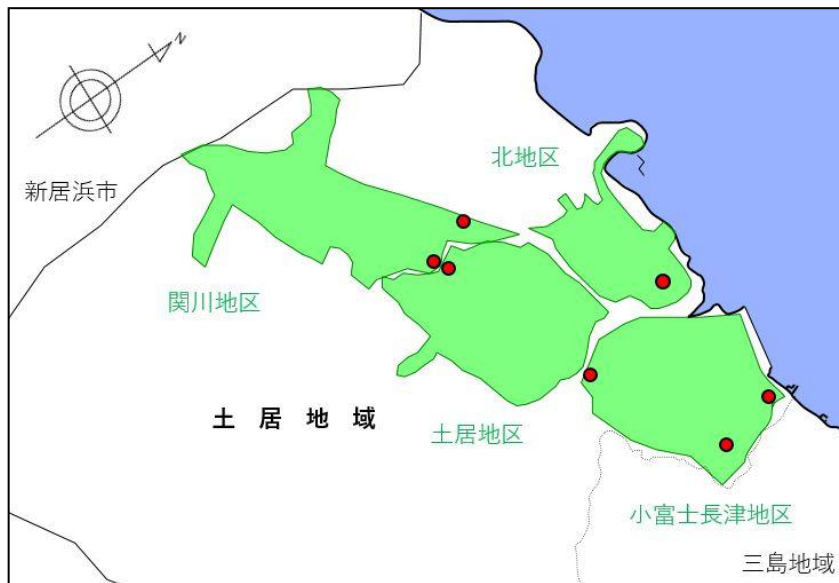 N
北地区
新居浜市
関川地区
土居地域
土居地区
小富士長津地区
三島地域